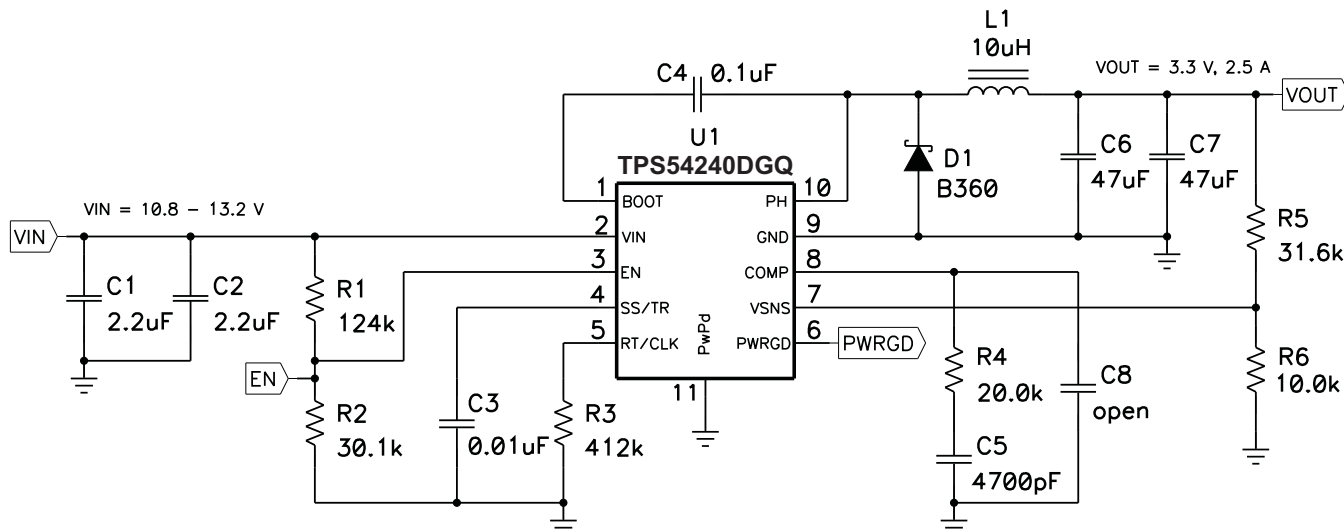 L1
10uH
C4 0.1uF
VOUT = 3.3 V, 2.5 A
VOUT
U1
TPS54240DGQ
D1
B360
C6
47uF
C7
47uF
1
BOOT
PH
10
VIN = 10.8 – 13.2 V
VIN
2
VIN
GND
9
R5
31.6k
3
EN
COMP
8
C1
2.2uF
C2
2.2uF
R1
124k
4
SS/TR
VSNS
7
5
RT/CLK
PwPd
PWRGD
6
PWRGD
EN
11
R4
20.0k
C8
open
R6
10.0k
R2
30.1k
C3
0.01uF
R3
412k
C5
4700pF